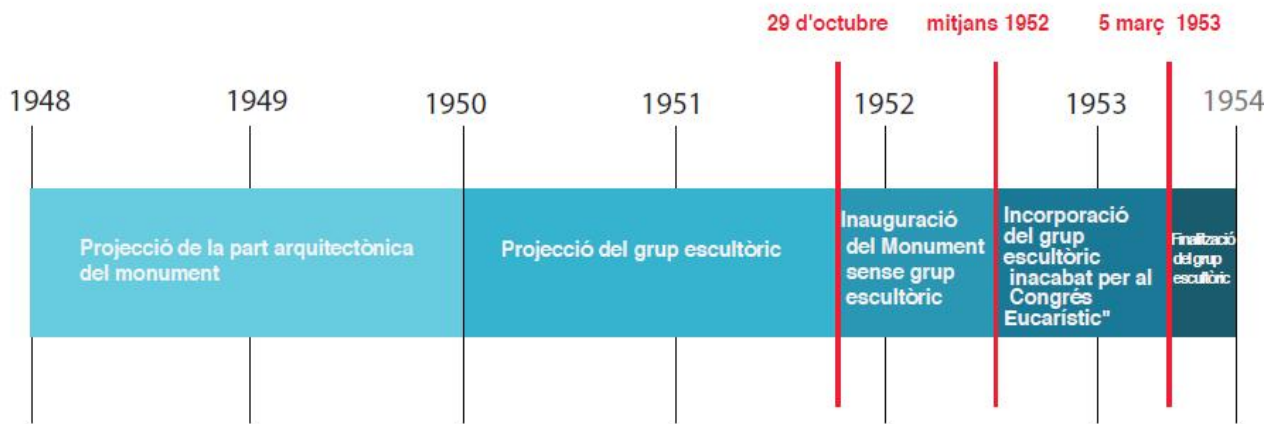 29 d'octubre mitjans 1952 5 març 1953
1948 1949 1950 1951 1952 1953 1954
Projecció de la part arquitectònica
del monument
Projecció del grup escultòric
Inauguració
del Monument
sense grup
escultòric
Incorporació
del grup
escultòric
inacabat per al
Congrés
Eucarístic"
Finalització
del grup
escultòric